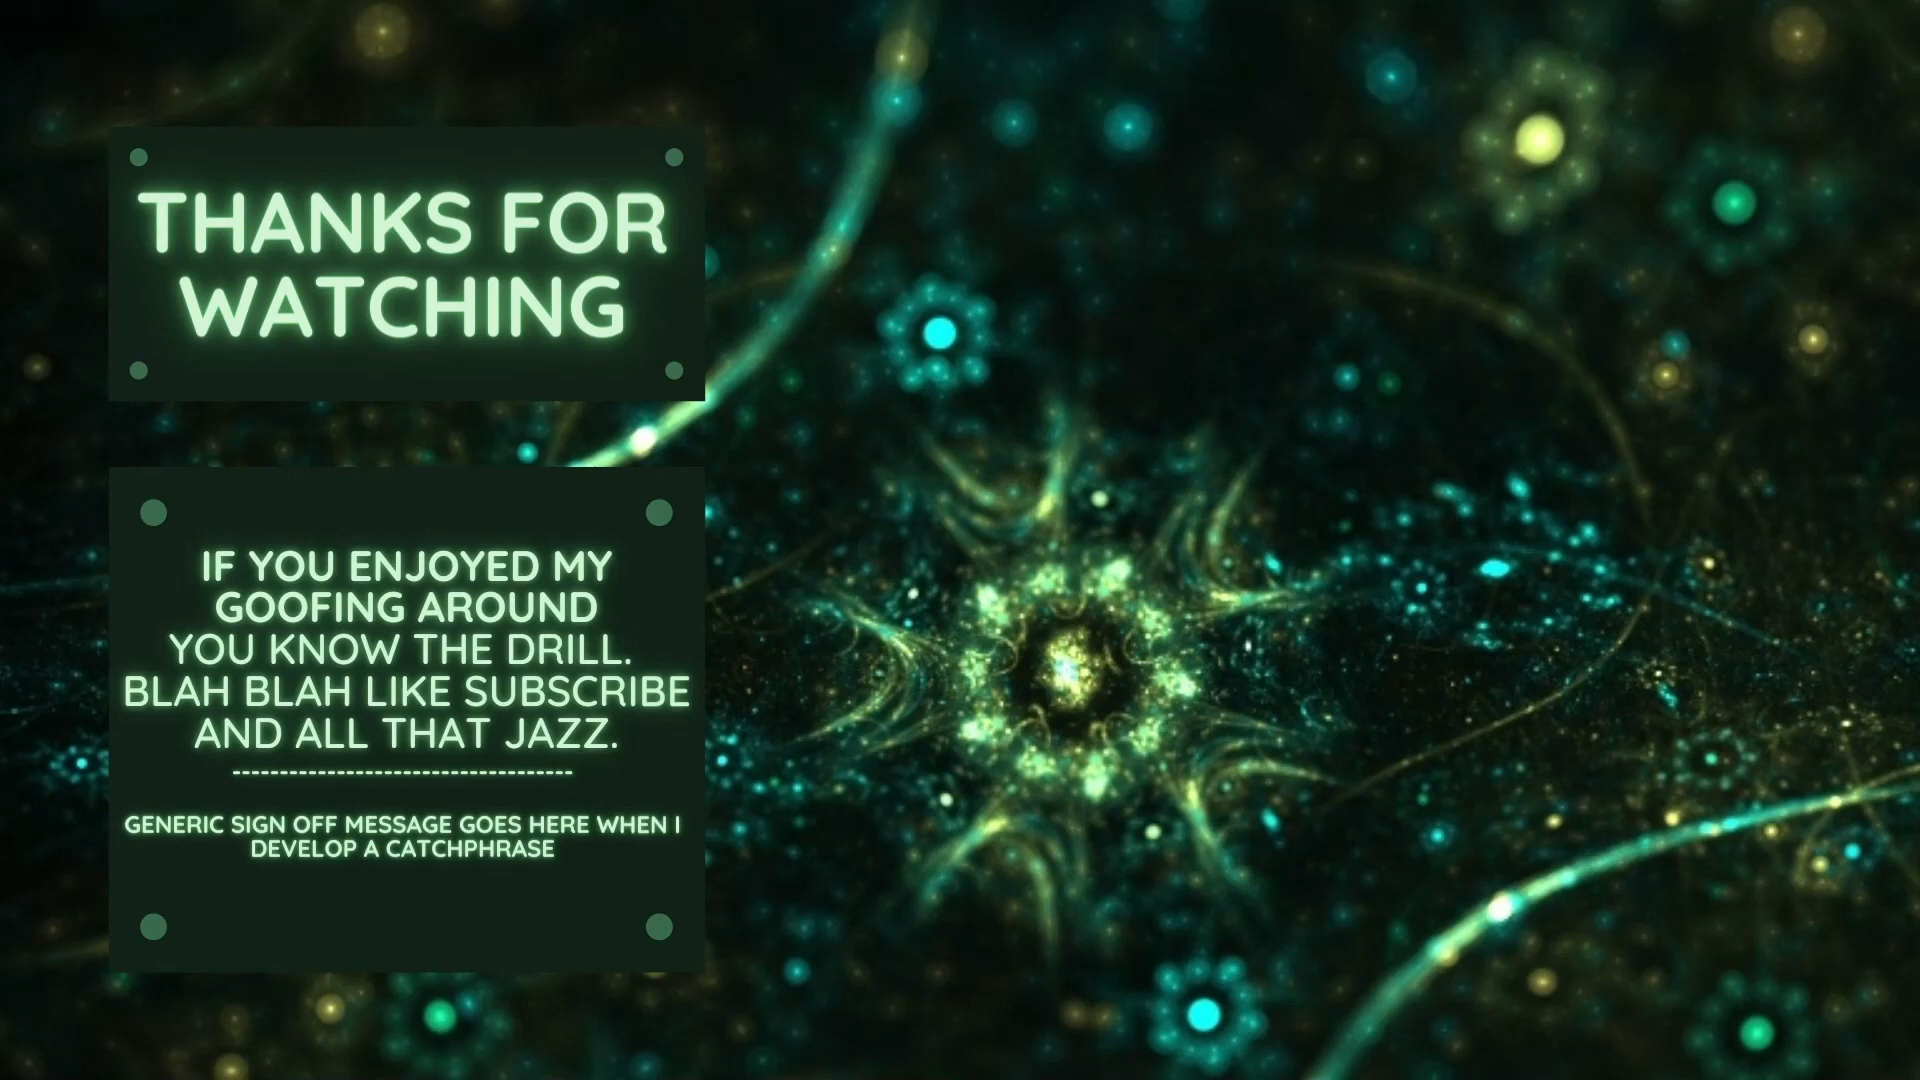 THANKS FOR
WATCHING
IF YOU ENJOYED MY
GOOFING AROUND
YOU KNOW THE DRILL.
BLAH BLAH LIKE SUBSCRIBE
AND ALL THAT JAZZ.
------------------------------------
GENERIC SIGN OFF MESSAGE GOES HERE WHEN I
DEVELOP A CATCHPHRASE